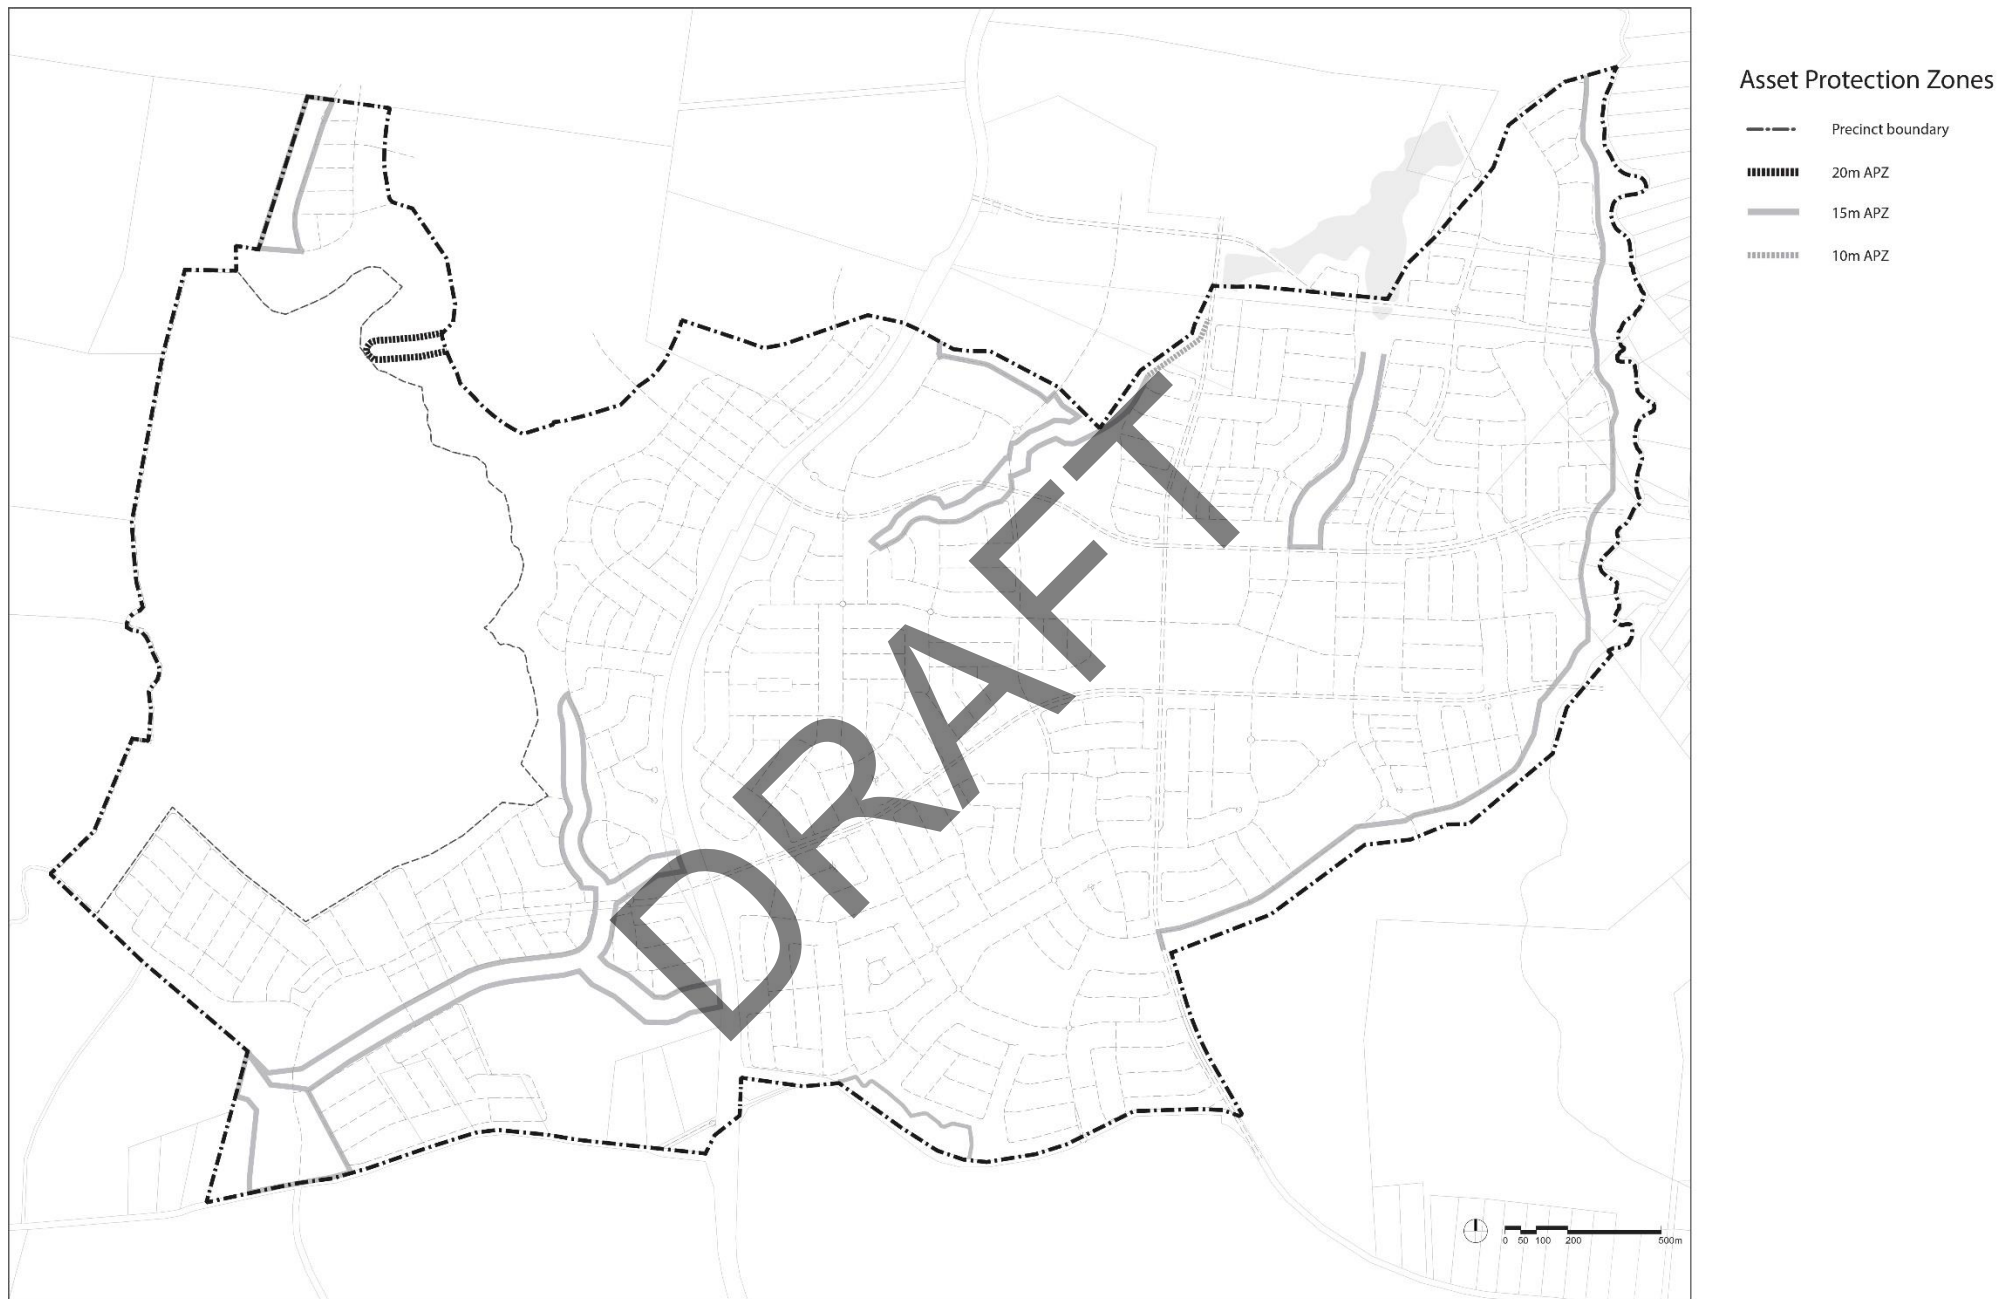 Asset Protection Zones
Precinct boundary
20m APZ
15m APZ
10m APZ
DRAFT
0 50 100 200 500m